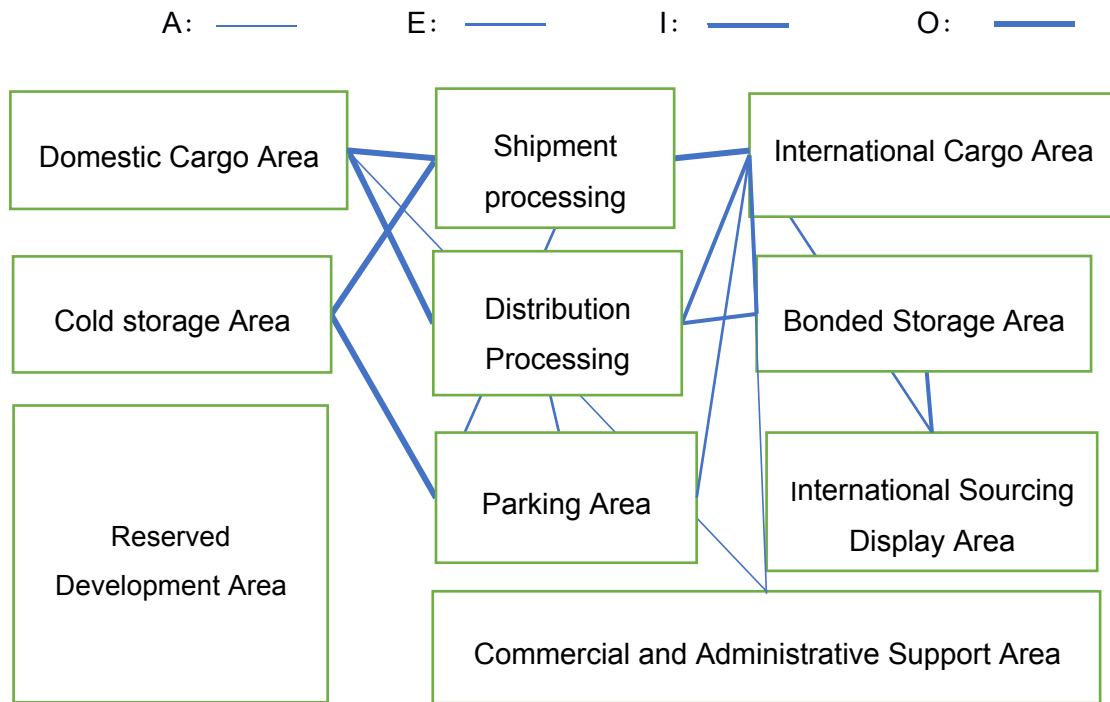 A: E: I: O:
Domestic Cargo Area
Shipment
processing
International Cargo Area
Cold storage Area
Distribution
Processing
Bonded Storage Area
Reserved
Development Area
Parking Area
International Sourcing
Display Area
Commercial and Administrative Support Area